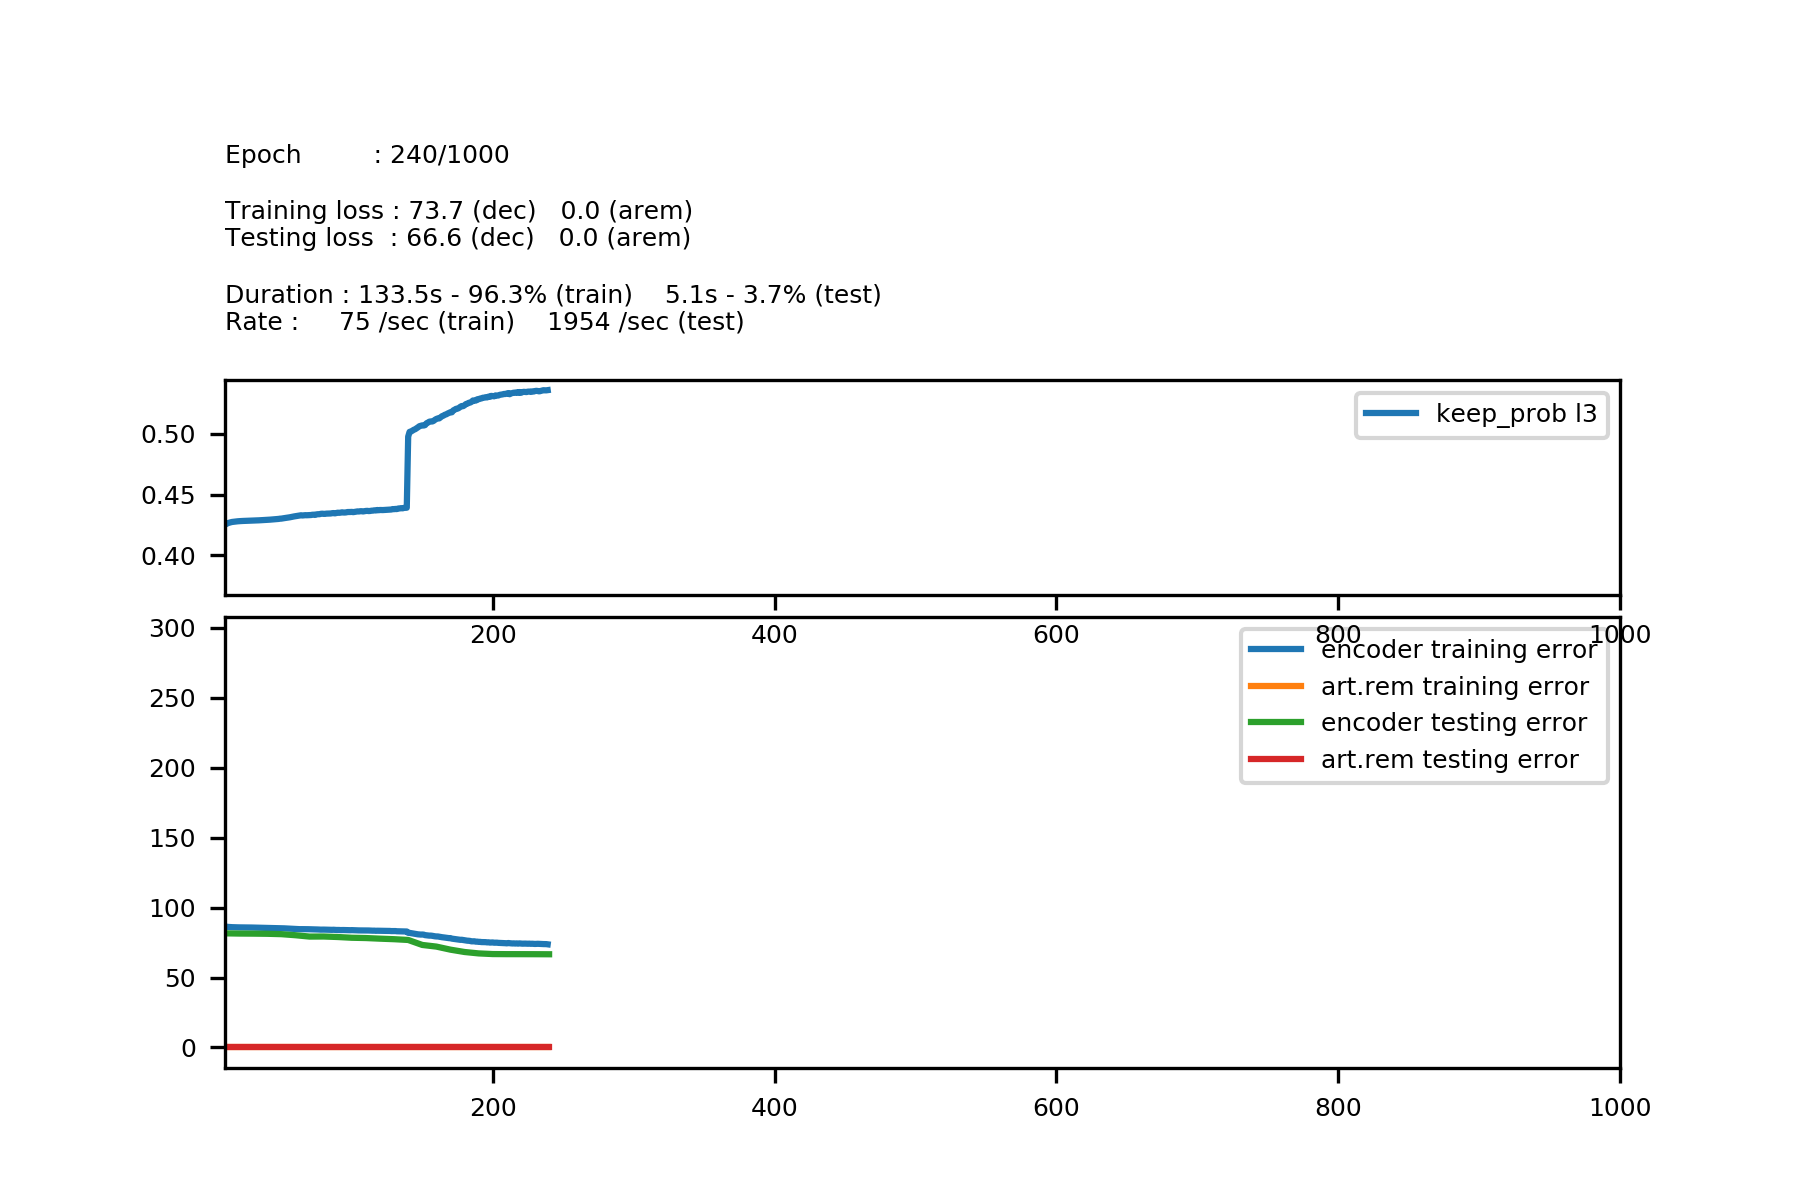 Epoch : 240/1000
Training loss : 73.7 (dec) 0.0 (arem)
Testing loss : 66.6 (dec) 0.0 (arem)
Duration : 133.5s - 96.3% (train) 5.1s - 3.7% (test)
Rate : 75 /sec (train) 1954 /sec (test)
keep_prob l3
0.50
0.45
0.40
200 400 600 800 1000
300
250
200
150
100
50
0
encoder training error
art.rem training error
encoder testing error
art.rem testing error
200 400 600 800 1000